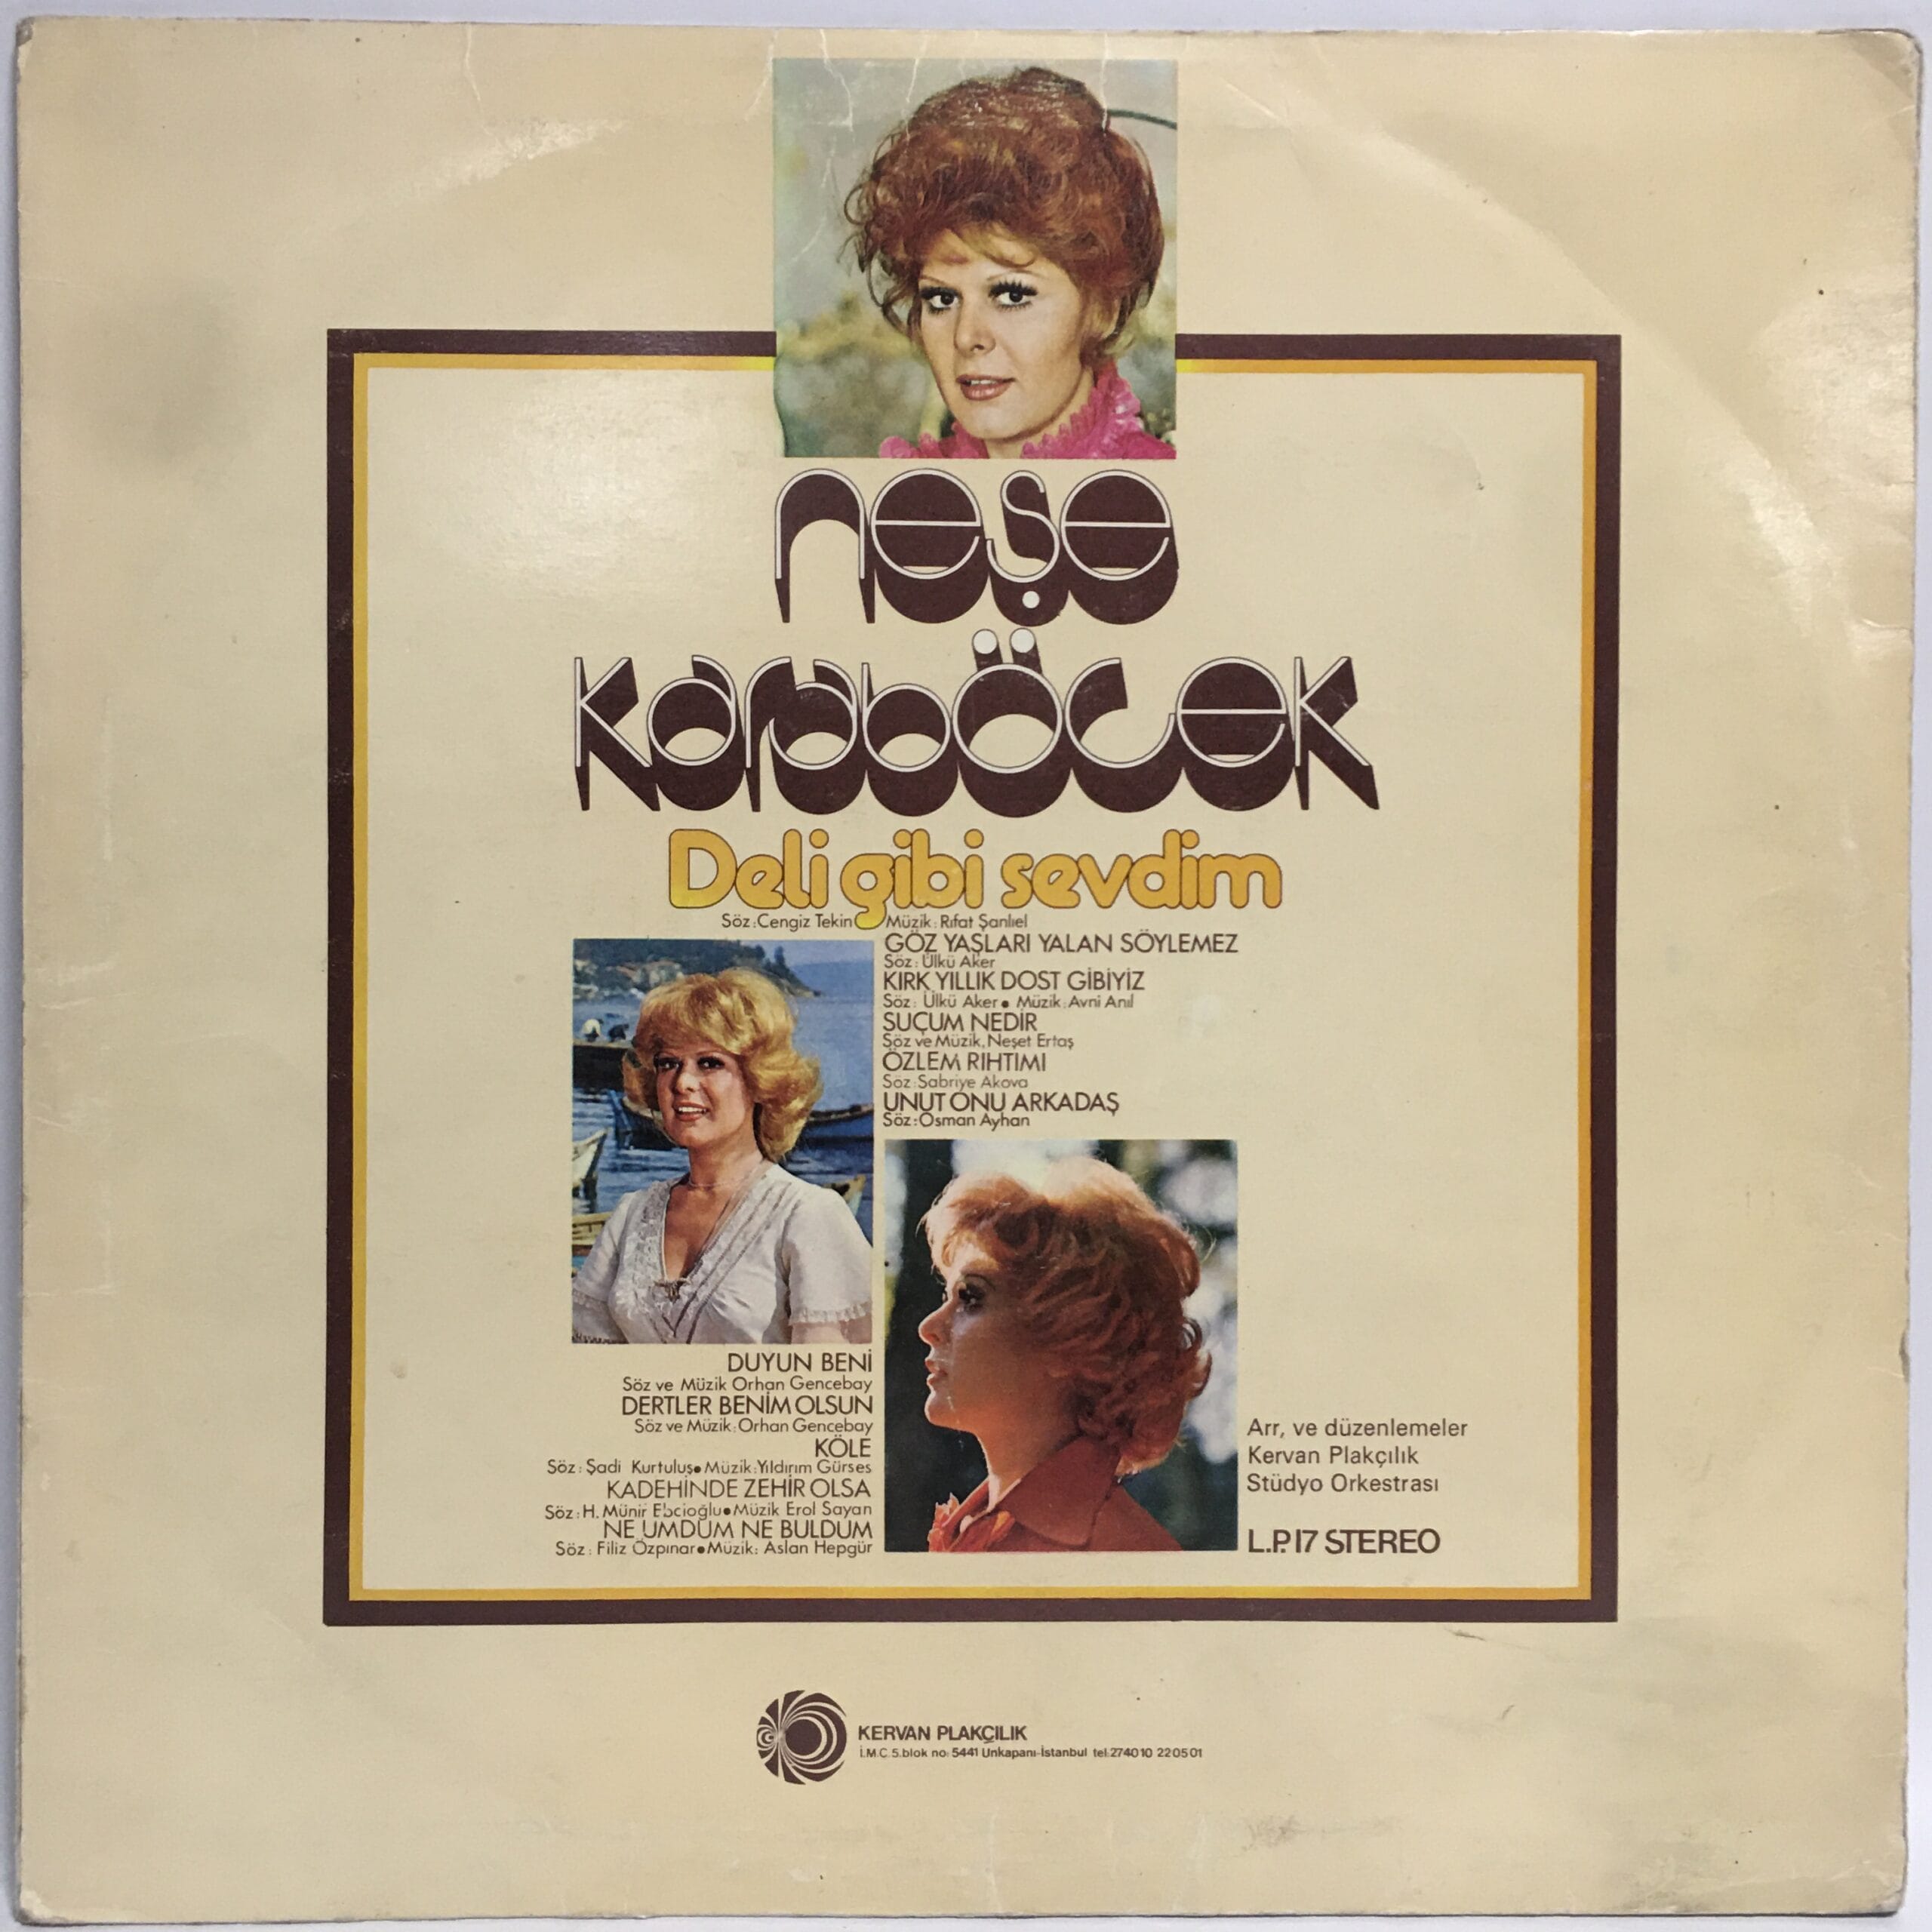 neşe
karaböcek
Deli gibi sevdim
Söz:Cengiz Tekin Müzik: Rıfat Şanlıel
GÖZ YAŞLARI YALAN SÖYLEMEZ
Söz: Ülkü Aker
KIRK YILLIK DOST GİBİYİZ
Söz: Ülkü Aker● Müzik: Avni Anıl
SUÇUM NEDİR
Söz ve Müzik, Neşet Ertaş
ÖZLEM RIHTIMI
Söz:Sabriye Akova
UNUT ONU ARKADAŞ
Söz:Osman Ayhan
DUYUN BENİ
Söz ve Müzik Orhan Gencebay
DERTLER BENİM OLSUN
Söz ve Müzik:Orhan Gencebay
KÖLE
Söz: Şadi Kurtuluş●Müzik:Yıldırım Gürses
KADEHİNDE ZEHİR OLSA
Söz: H. Münir Ebcioğlu●Müzik Erol Sayan
NE UMDUM NE BULDUM
Söz: Filiz Özpınar●Müzik: Aslan Hepgür
Arr, ve düzenlemeler
Kervan Plakçılık
Stüdyo Orkestrası
L.P.17 STEREO
KERVAN PLAKÇILIK
İ.M.Ç. 5.blok no: 5441 Unkapanı-İstanbul tel:274010 220501